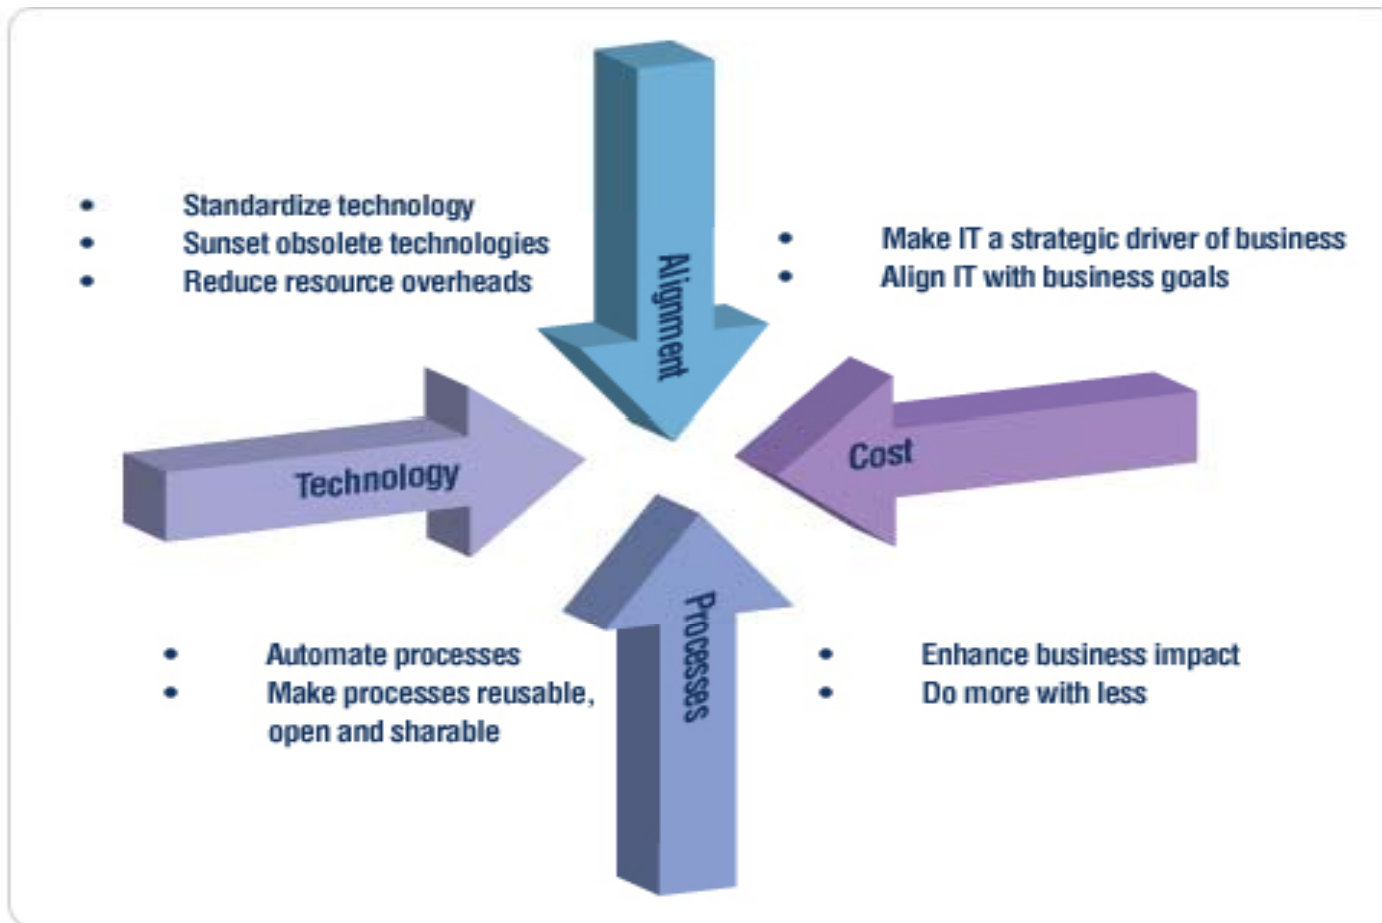 • Standardize technology
• Sunset obsolete technologies
• Reduce resource overheads
Alignment
• Make IT a strategic driver of business
• Align IT with business goals
Technology
Cost
• Automate processes
• Make processes reusable,
open and sharable
Processes
• Enhance business impact
• Do more with less